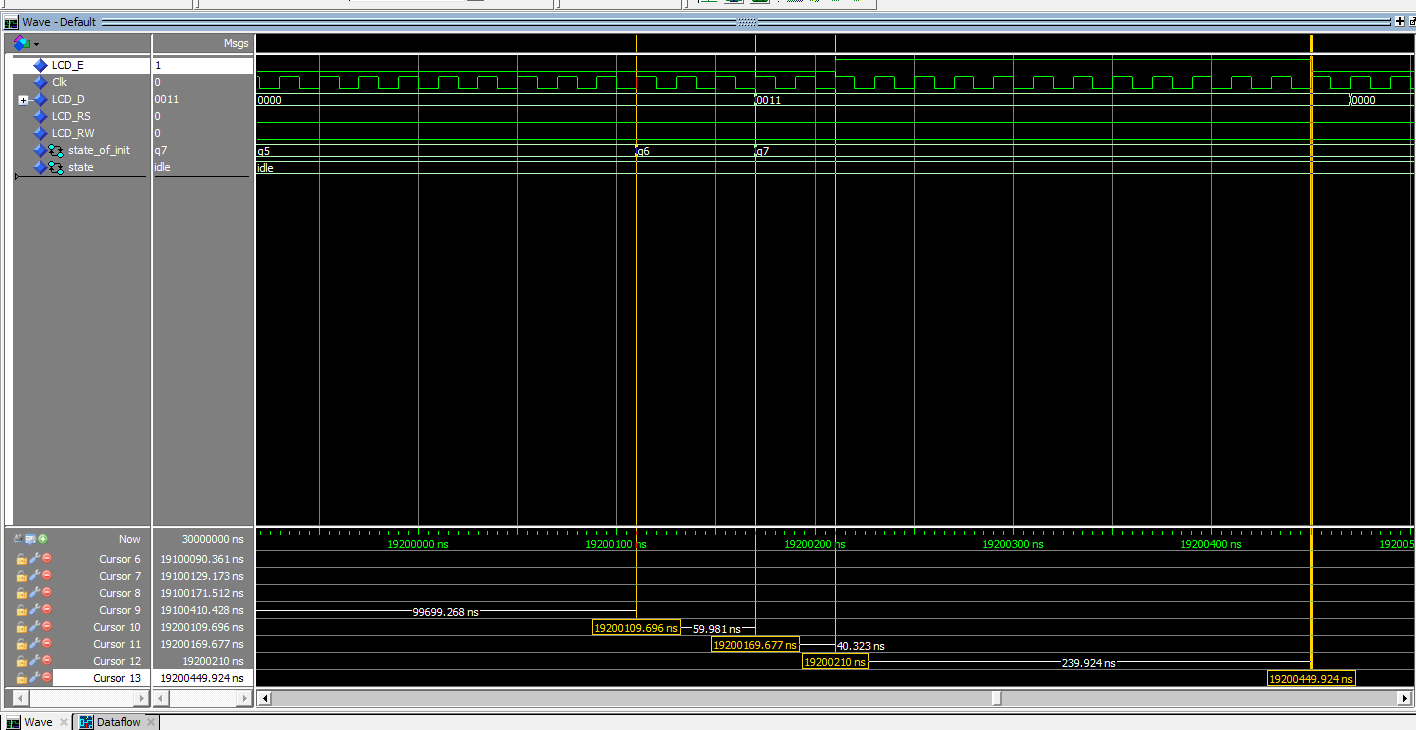 Wave - Default
Msgs
LCD_E 1
Clk 0
LCD_D 0011 0000 0011 0000
LCD_RS 0
LCD_RW 0
state_of_init q7 q5 q6 q7
state idle idle
Now 30000000 ns 19200000 ns 19200100 ns 19200200 ns 19200300 ns 19200400 ns 192005
Cursor 6 19100090.361 ns
Cursor 7 19100129.173 ns
Cursor 8 19100171.512 ns
Cursor 9 19100410.428 ns 99699.268 ns
Cursor 10 19200109.696 ns 19200109.696 ns 59.981 ns
Cursor 11 19200169.677 ns 19200169.677 ns 40.323 ns
Cursor 12 19200210 ns 19200210 ns 239.924 ns
Cursor 13 19200449.924 ns 19200449.924 ns
Wave Dataflow